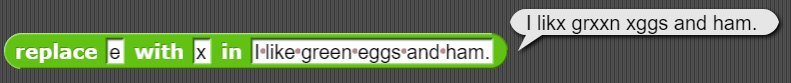 I likx grxxn xggs and ham.
replace e with x in I like green eggs and ham.